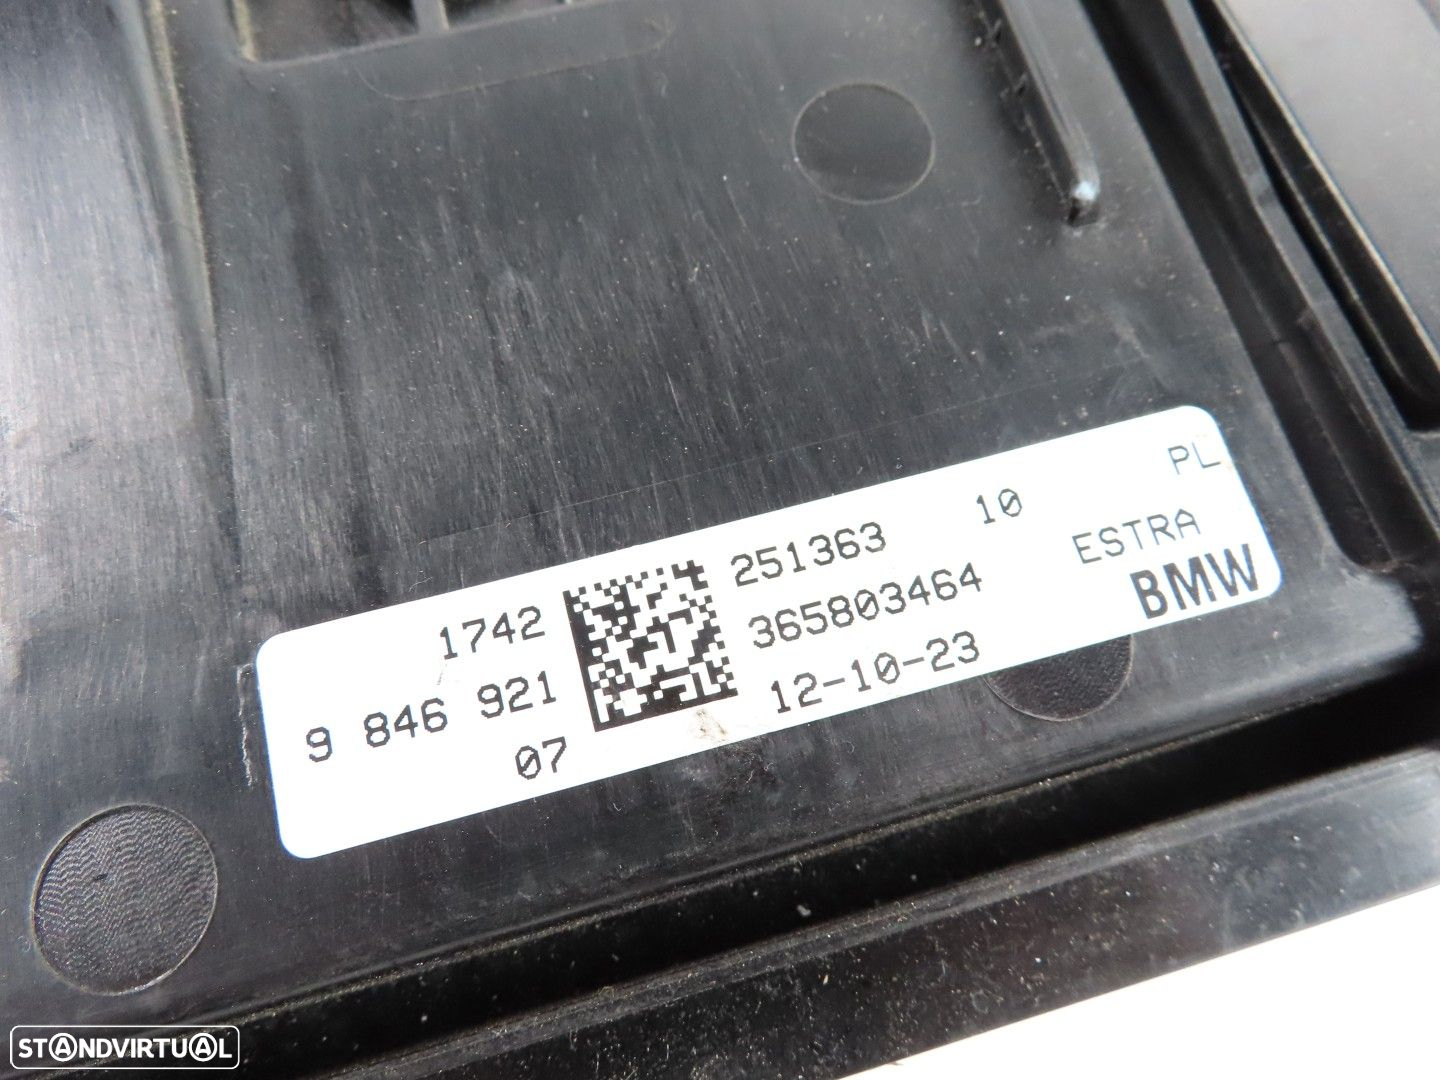 1742 251363 10 PL
9 846 921 365803464 ESTRA
07 12-10-23 BMW
STANDVIRTUAL